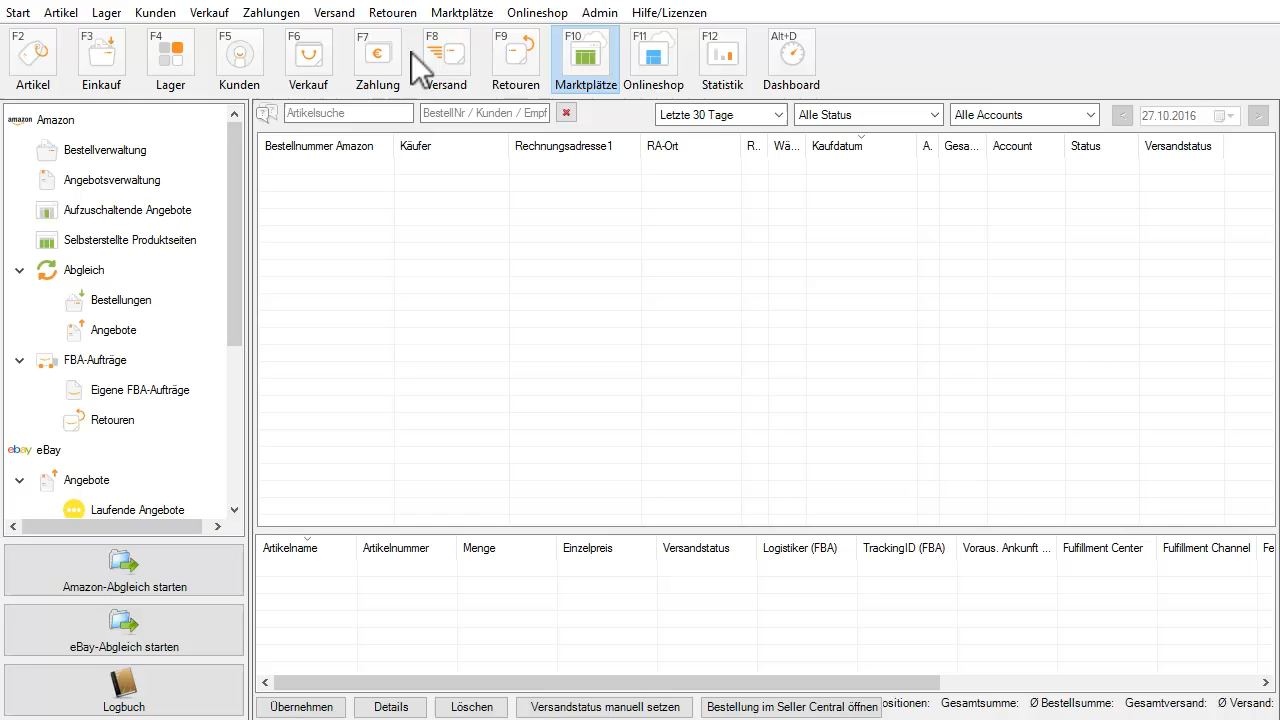 Start Artikel Lager Kunden Verkauf Zahlungen Versand Retouren Marktplätze Onlineshop Admin Hilfe/Lizenzen
F2 F3 F4 F5 F6 F7 F8 F9 F10 F11 F12 Alt+D
Artikel Einkauf Lager Kunden Verkauf Zahlung Versand Retouren Marktplätze Onlineshop Statistik Dashboard
amazon Amazon
Bestellverwaltung
Angebotsverwaltung
Aufzuschaltende Angebote
Selbsterstellte Produktseiten
Abgleich
Bestellungen
Angebote
FBA-Aufträge
Eigene FBA-Aufträge
Retouren
ebay eBay
Angebote
Laufende Angebote
Amazon-Abgleich starten
eBay-Abgleich starten
Logbuch
Artikelsuche BestellNr / Kunden / Empf Letzte 30 Tage Alle Status Alle Accounts < 27.10.2016 >
Bestellnummer Amazon Käufer Rechnungsadresse1 RA-Ort R.. Wä... Kaufdatum A. Gesa... Account Status Versandstatus
Artikelname Artikelnummer Menge Einzelpreis Versandstatus Logistiker (FBA) TrackingID (FBA) Voraus. Ankunft ... Fulfillment Center Fulfillment Channel Fe
Übernehmen Details Löschen Versandstatus manuell setzen Bestellung im Seller Central öffnen ositionen: Gesamtsumme: Ø Bestellsumme: Gesamtversand: Ø Versand: